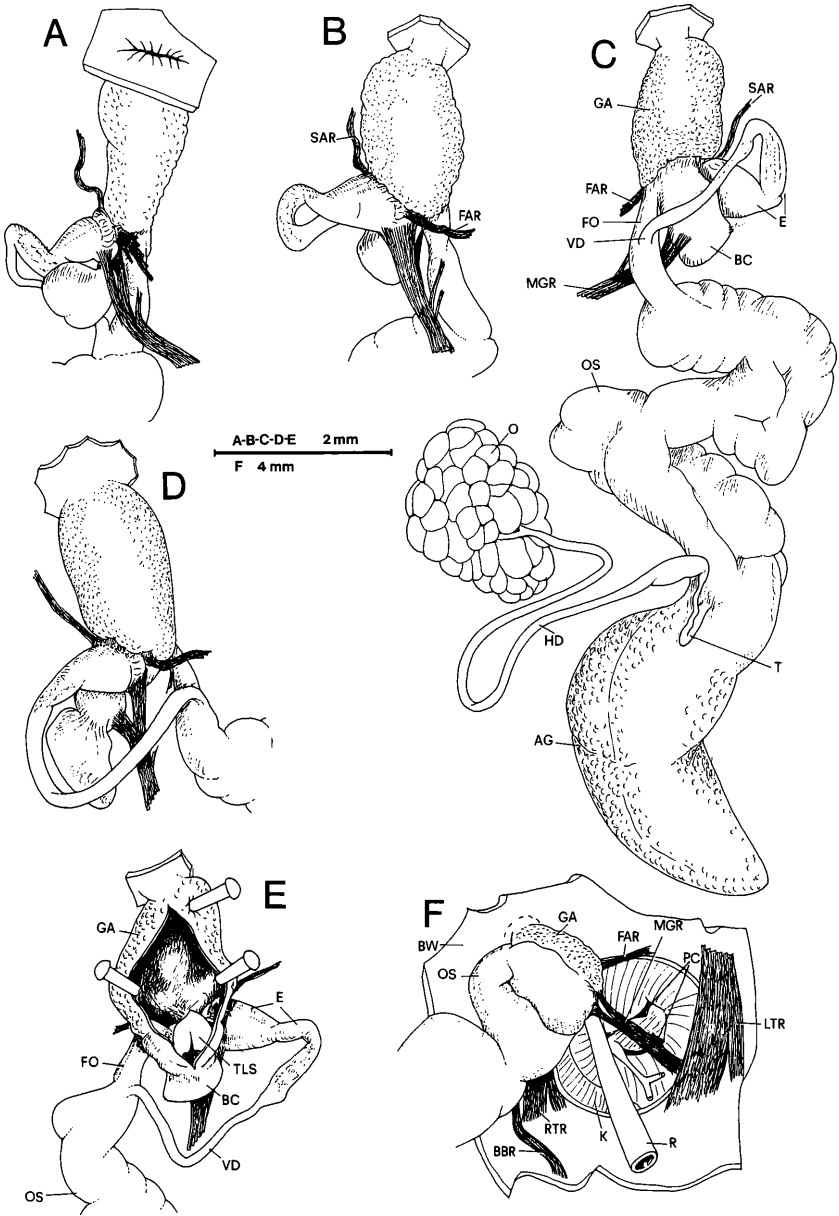 A
B
C
SAR
GA
SAR
FAR
FAR
FO
VD
E
BC
MGR
OS
A-B-C-D-E 2 mm
F 4 mm
O
D
HD
T
AG
E
GA
E
FO
TLS
BC
VD
OS
F
GA
MGR
FAR
BW
PC
OS
LTR
RTR
K
R
BBR